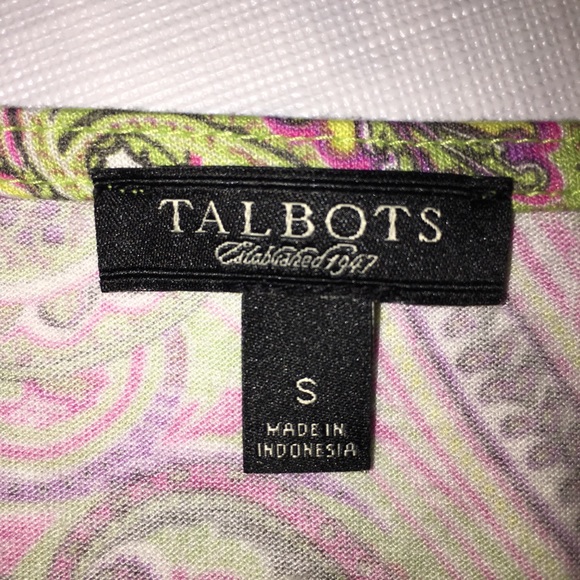 TALBOTS
Established 1947
S
MADE IN
INDONESIA